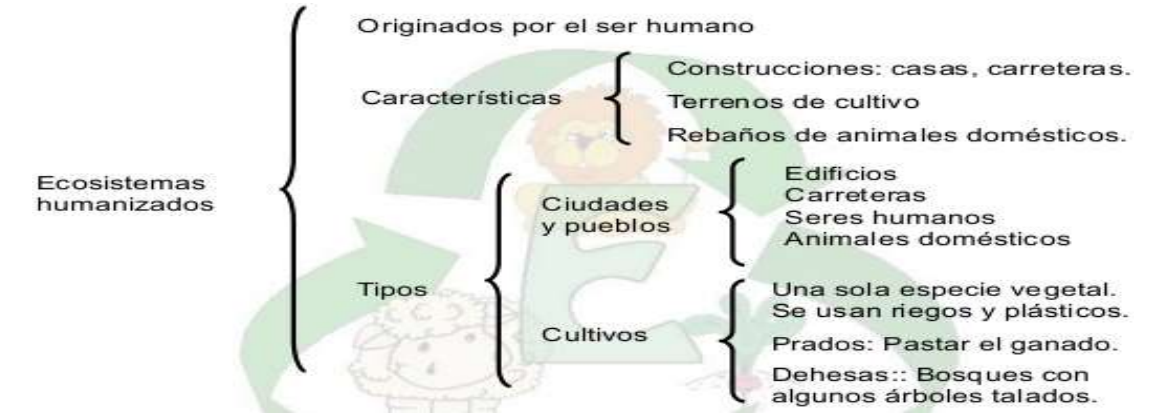 Originados por el ser humano
Características
Construcciones: casas, carreteras.
Terrenos de cultivo
Rebaños de animales domésticos.
Ecosistemas
humanizados
Tipos
Ciudades
y pueblos
Edificios
Carreteras
Seres humanos
Animales domésticos
Cultivos
Una sola especie vegetal.
Se usan riegos y plásticos.
Prados: Pastar el ganado.
Dehesas:: Bosques con
algunos árboles talados.